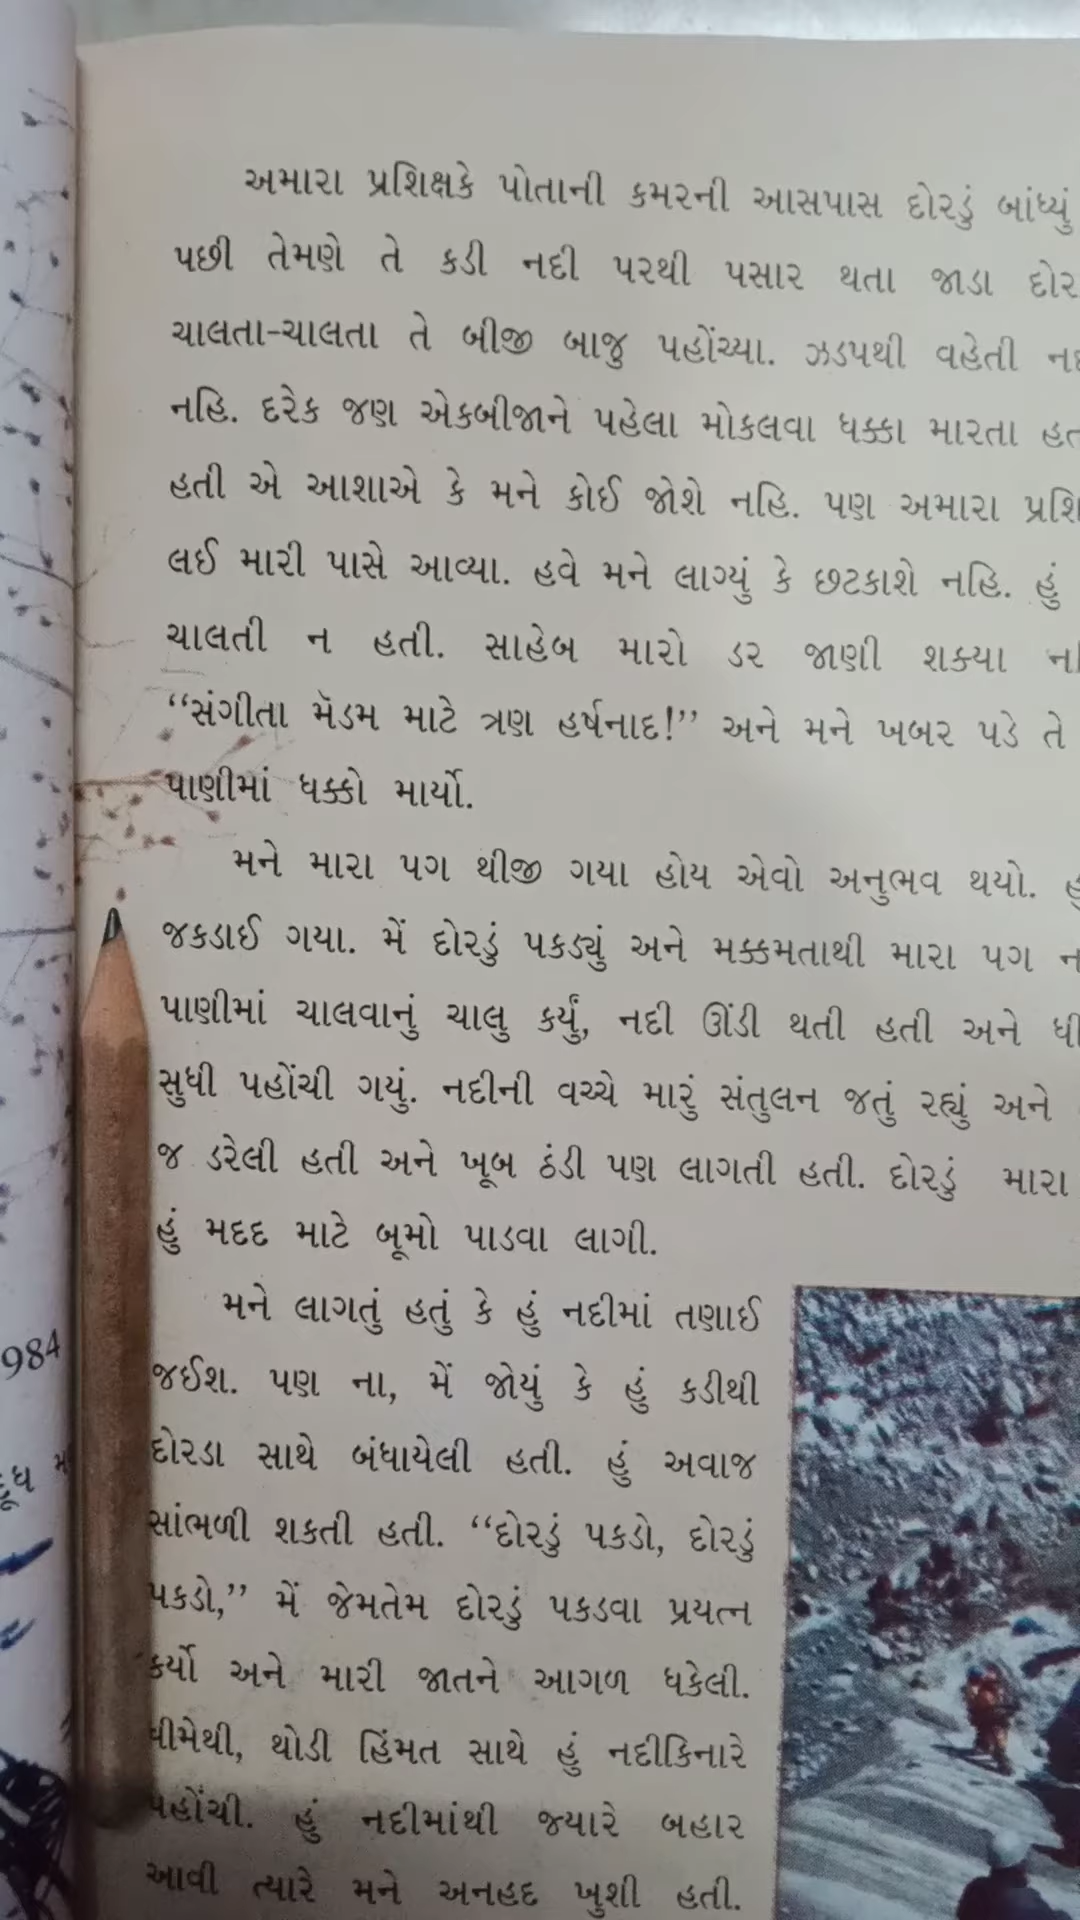 અમારા પ્રશિક્ષકે પોતાની કમરની આસપાસ દોરડું બાંધ્યું
પછી તેમણે તે કડી નદી પરથી પસાર થતા જાડા
ચાલતા-ચાલતા તે બીજી બાજુ પહોંચ્યા. ઝડપથી વહેતી
નહિ. દરેક જણ એકબીજાને પહેલા મોકલવા ધક્કા મારતા
હતી એ આશાએ કે મને કોઈ જોશે નહિ. પણ અમારા
લઈ મારી પાસે આવ્યા. હવે મને લાગ્યું કે છટકાશે નહિ. હું
ચાલતી ન હતી. સાહેબ મારો ડર જાણી શક્યા
“સંગીતા મૅડમ માટે ત્રણ હર્ષનાદ!” અને મને ખબર પડે તે
પાણીમાં ધક્કો માર્યો.
મને મારા પગ થીજી ગયા હોય એવો અનુભવ થયો.
જકડાઈ ગયા. મેં દોરડું પકડ્યું અને મક્કમતાથી મારા પગ
પાણીમાં ચાલવાનું ચાલુ કર્યું, નદી ઊંડી થતી હતી અને
સુધી પહોંચી ગયું. નદીની વચ્ચે મારું સંતુલન જતું રહ્યું અને
જ ડરેલી હતી અને ખૂબ ઠંડી પણ લાગતી હતી. દોરડું મારા
હું મદદ માટે બૂમો પાડવા લાગી.
મને લાગતું હતું કે હું નદીમાં તણાઈ
જઈશ. પણ ના, મેં જોયું કે હું કડીથી
દોરડા સાથે બંધાયેલી હતી. હું અવાજ
સાંભળી શકતી હતી. “દોરડું પકડો, દોરડું
પકડો,” મેં જેમતેમ દોરડું પકડવા પ્રયત્ન
કર્યો અને મારી જાતને આગળ ધકેલી.
ધીમેથી, થોડી હિંમત સાથે હું નદીકિનારે
પહોંચી. હું નદીમાંથી જ્યારે બહાર
આવી ત્યારે મને અનહદ ખુશી હતી.
984